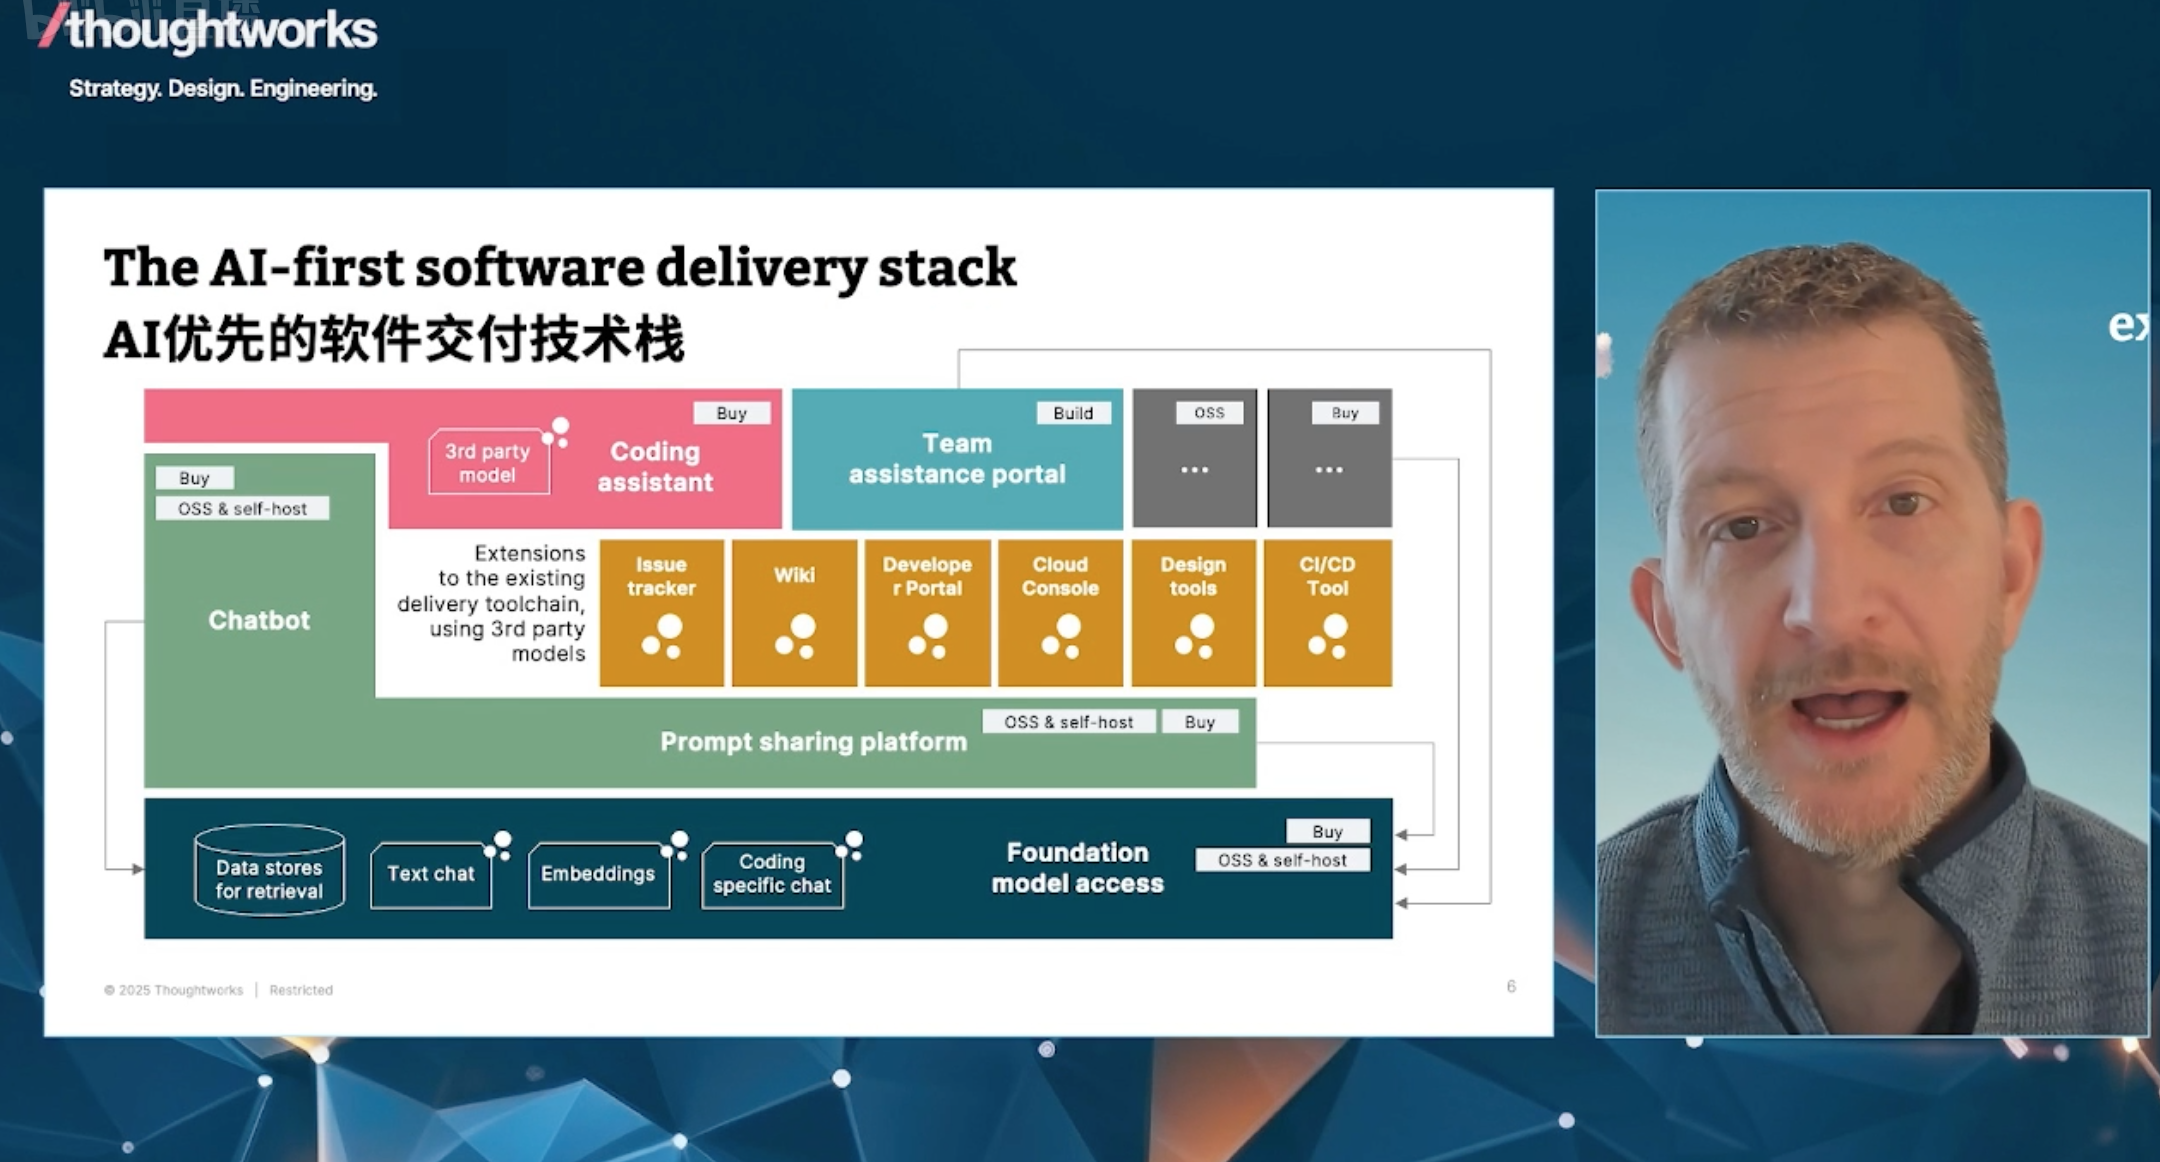 /thoughtworks
Strategy. Design. Engineering.
The AI-first software delivery stack
AI优先的软件交付技术栈
Buy
3rd party
model
Coding
assistant
Build
Team
assistance portal
OSS
...
Buy
...
Buy
OSS & self-host
Chatbot
Extensions
to the existing
delivery toolchain,
using 3rd party
models
Issue
tracker
Wiki
Develope
r Portal
Cloud
Console
Design
tools
CI/CD
Tool
Prompt sharing platform
OSS & self-host
Buy
Data stores
for retrieval
Text chat
Embeddings
Coding
specific chat
Foundation
model access
Buy
OSS & self-host
© 2025 Thoughtworks | Restricted
6
ex